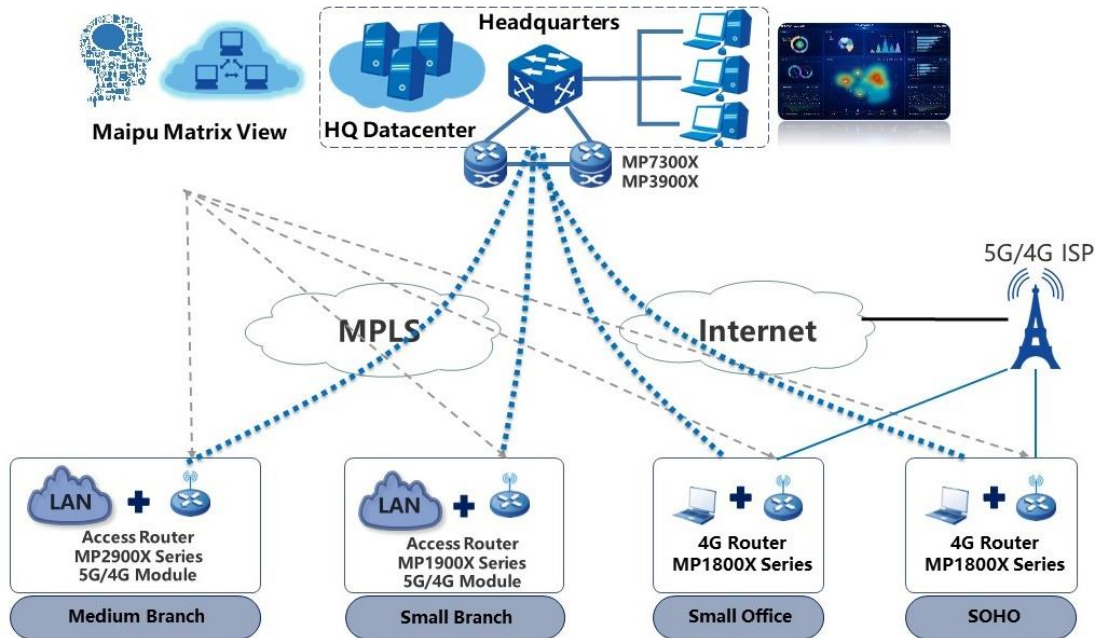 Headquarters
Maipu Matrix View
HQ Datacenter
MP7300X
MP3900X
5G/4G ISP
MPLS
Internet
LAN
Access Router
MP2900X Series
5G/4G Module
Medium Branch
LAN
Access Router
MP1900X Series
5G/4G Module
Small Branch
4G Router
MP1800X Series
Small Office
4G Router
MP1800X Series
SOHO